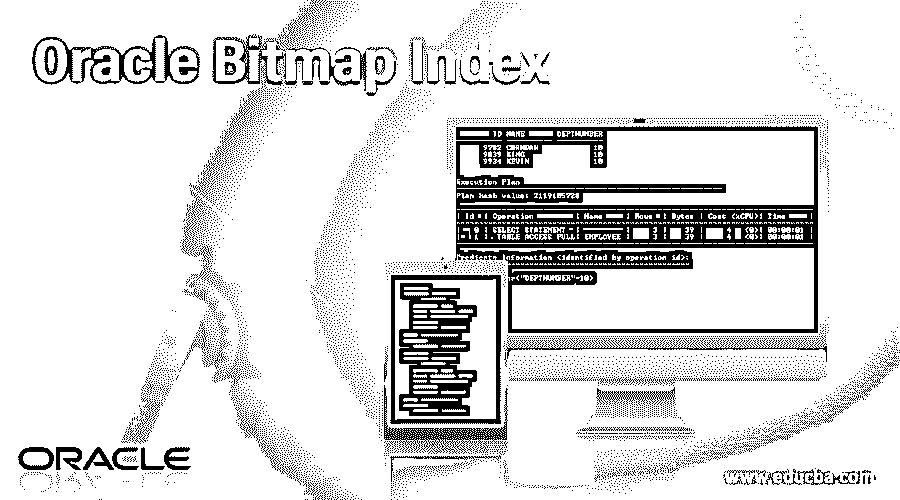 Oracle Bitmap Index
ID NAME DEPTNUMBER
9782 CHANDAN 10
9839 KING 10
9934 KEVIN 10
Execution Plan
Plan hash value: 2119105728
| Id | Operation | Name | Rows | Bytes | Cost (%CPU)| Time |
| 0 | SELECT STATEMENT | | 3 | 39 | 4 (0)| 00:00:01 |
| 1 | TABLE ACCESS FULL| EMPLOYEE | 3 | 39 | 4 (0)| 00:00:01 |
Predicate Information (identified by operation id):
("DEPTNUMBER"=10)
ORACLE
www.educba.com